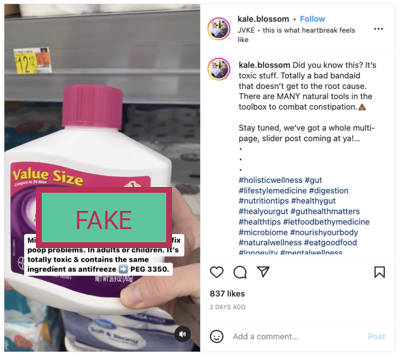 12.12
Value Size
FAKE
fix
poop problems. In adults or children. It's
totally toxic & contains the same
ingredient as antifreeze ➡️ PEG 3350.
Soft & Strong
kale.blossom • Follow
JVKE • this is what heartbreak feels like
kale.blossom Did you know this? It's
toxic stuff. Totally a bad bandaid
that doesn't get to the root cause.
There are MANY natural tools in the
toolbox to combat constipation.💩
Stay tuned, we've got a whole multi-
page, slider post coming at ya!...
•
•
•
#holisticwellness #gut
#lifestylemedicine #digestion
#nutritiontips #healthygut
#healyourgut #guthealthmatters
#healthtips #letfoodbethymedicine
#microbiome #nourishyourbody
#naturalwellness #eatgoodfood
#longevity #mentalwellness
837 likes
2 DAYS AGO
Add a comment...
Post